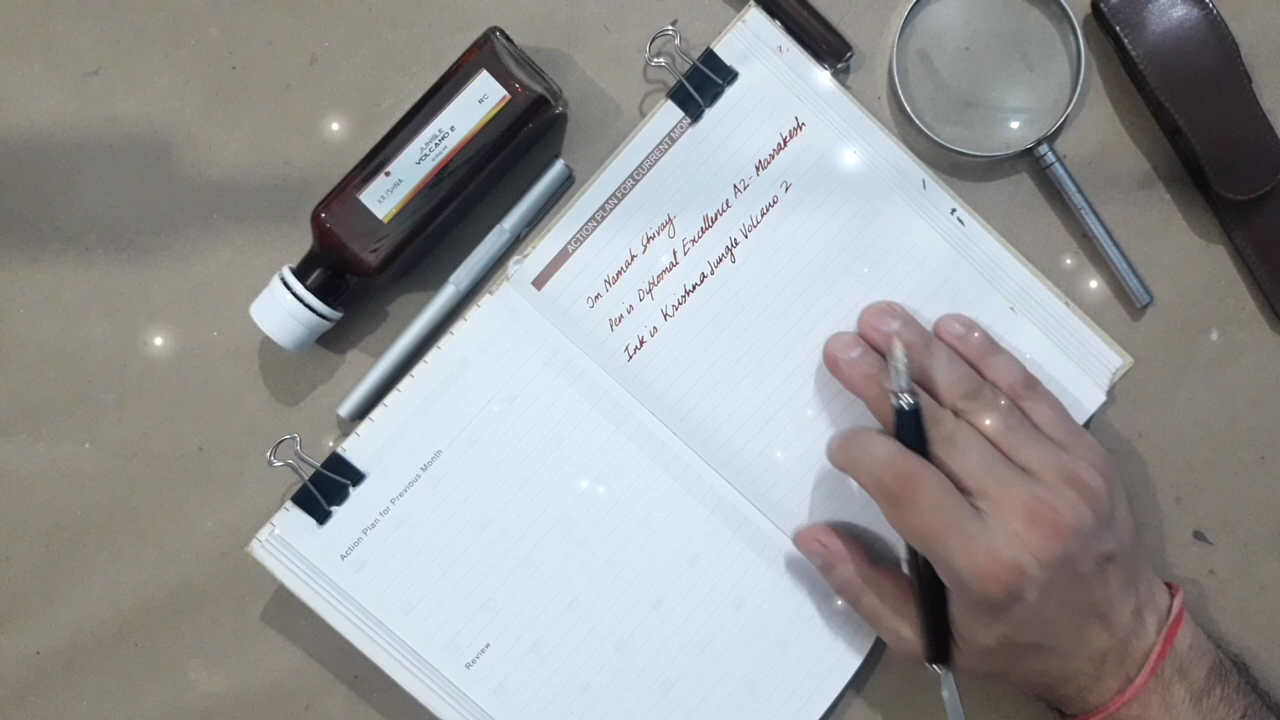 RC
JUNGLE
VOLCANO 2
KRISHNA
ACTION PLAN FOR CURRENT MON
Om Namah Shivay
Pen is Diplomat Excellence A2 - Marrakesh
Ink is Krishna Jungle Volcano 2
Action Plan for Previous Month
Review